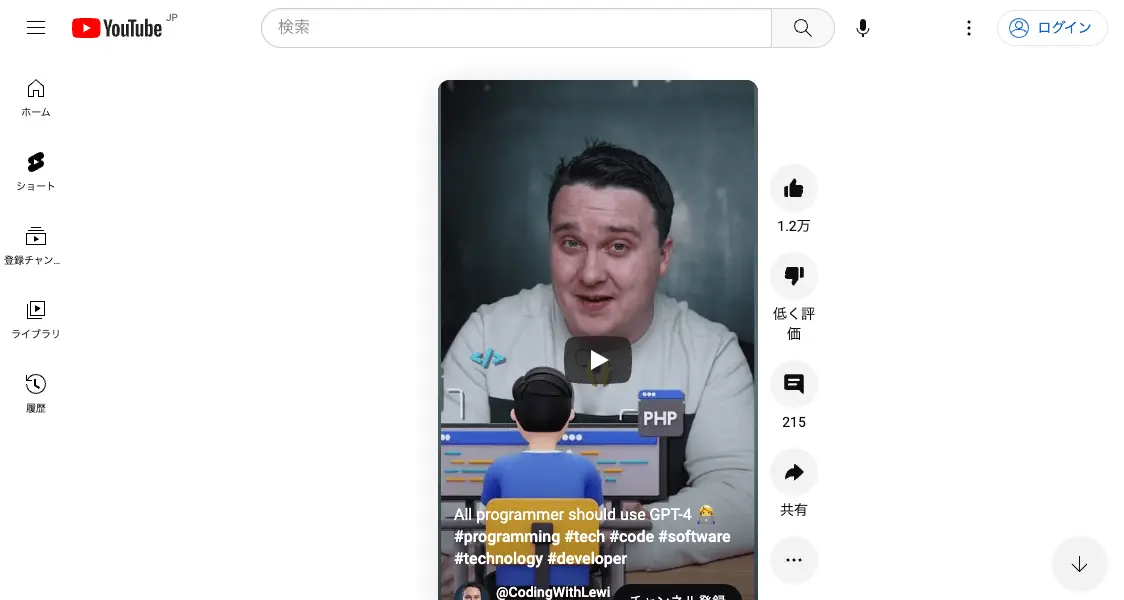 YouTube JP
検索
ログイン
ホーム
ショート
登録チャン...
ライブラリ
履歴
1.2万
低く評
価
215
共有
PHP
All programmer should use GPT-4 👨‍💻
#programming #tech #code #software
#technology #developer
@CodingWithLewi
チャンネル登録